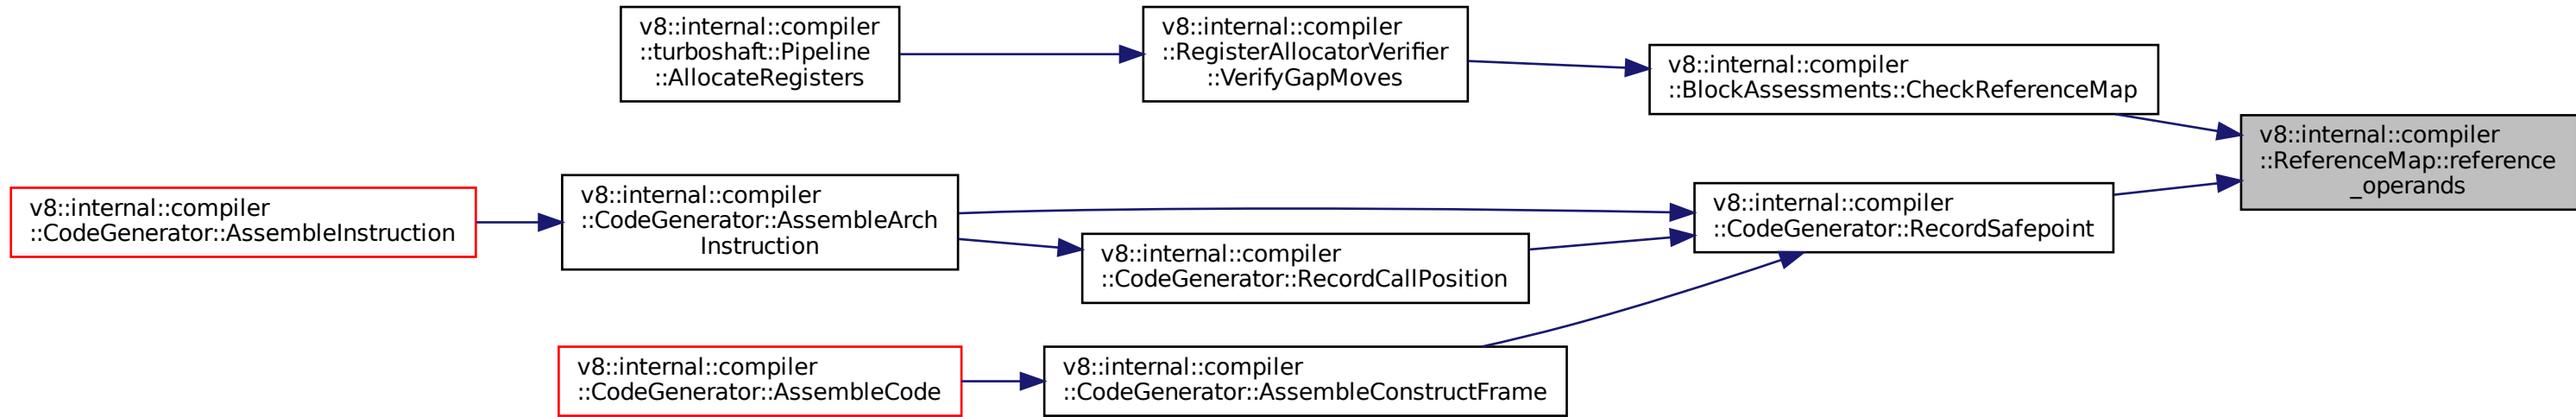 v8::internal::compiler
::turboshaft::Pipeline
::AllocateRegisters
v8::internal::compiler
::RegisterAllocatorVerifier
::VerifyGapMoves
v8::internal::compiler
::BlockAssessments::CheckReferenceMap
v8::internal::compiler
::ReferenceMap::reference
_operands
v8::internal::compiler
::CodeGenerator::AssembleInstruction
v8::internal::compiler
::CodeGenerator::AssembleArch
Instruction
v8::internal::compiler
::CodeGenerator::RecordCallPosition
v8::internal::compiler
::CodeGenerator::RecordSafepoint
v8::internal::compiler
::CodeGenerator::AssembleCode
v8::internal::compiler
::CodeGenerator::AssembleConstructFrame